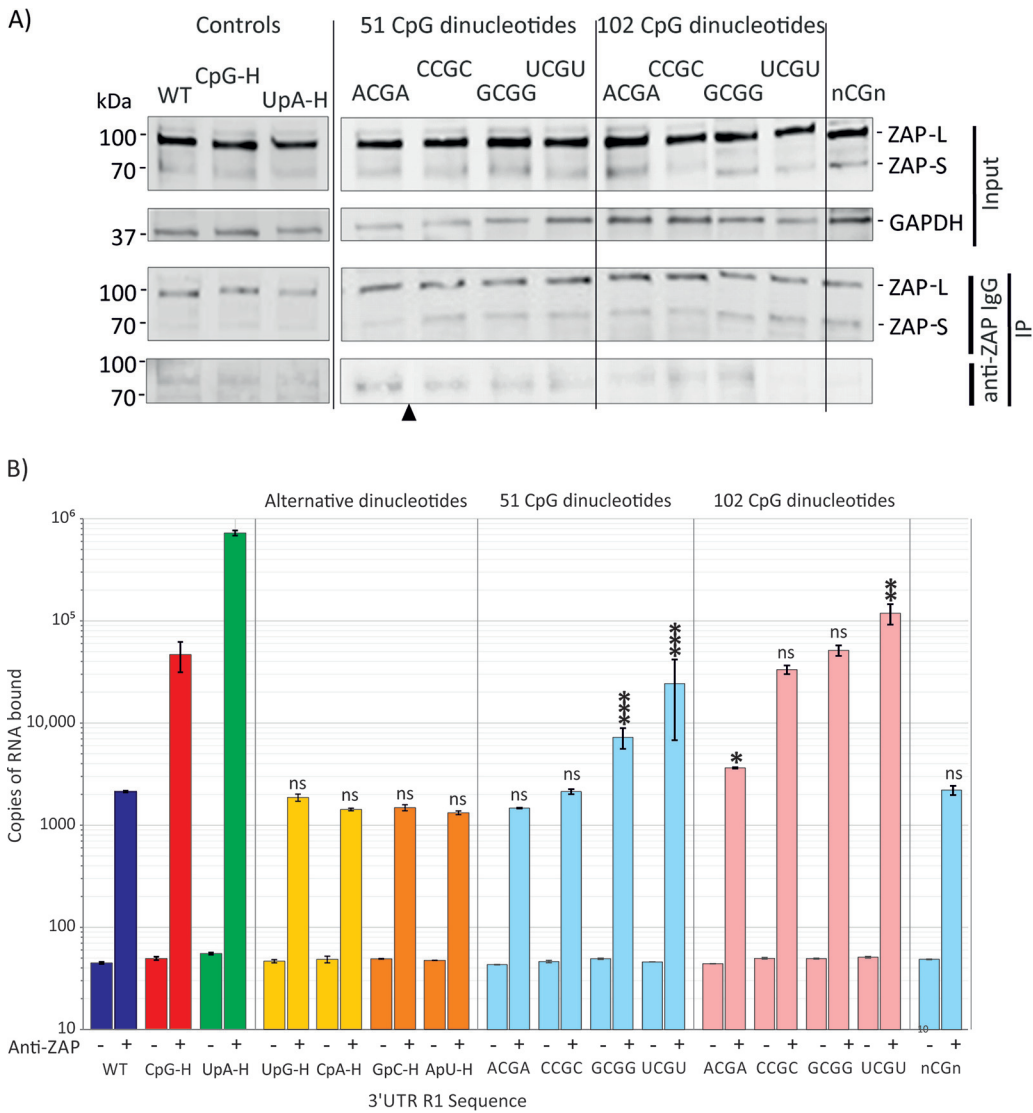 A)
Controls 51 CpG dinucleotides 102 CpG dinucleotides
kDa WT CpG-H UpA-H ACGA CCGC GCGG UCGU ACGA CCGC GCGG UCGU nCGn
100 ZAP-L
70 ZAP-S
37 GAPDH
Input
100 ZAP-L
70 ZAP-S
anti-ZAP IgG
IP
100
70
B)
Alternative dinucleotides 51 CpG dinucleotides 102 CpG dinucleotides
Copies of RNA bound
10⁶
10⁵
10,000
1000
100
10
ns ns ns ns ns ns *** *** * ns ns ** ns
10
Anti-ZAP - + - + - + - + - + - + - + - + - + - + - + - + - + - + - + - +
WT CpG-H UpA-H UpG-H CpA-H GpC-H ApU-H ACGA CCGC GCGG UCGU ACGA CCGC GCGG UCGU nCGn
3'UTR R1 Sequence